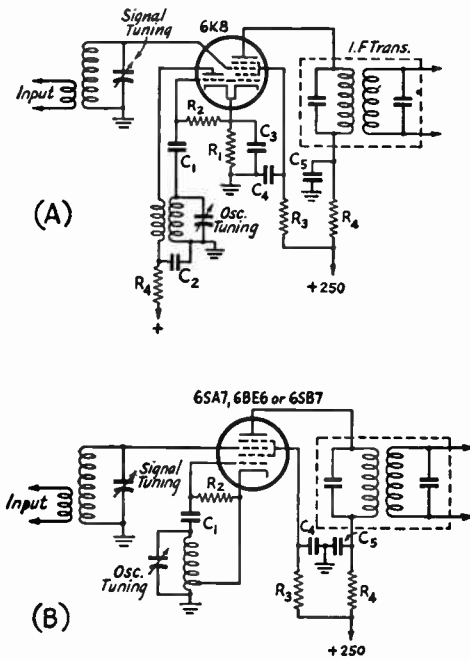 6K8
Signal
Tuning
I.F Trans.
Input
R2
C1
R1
C3
C4
C5
(A)
Osc.
Tuning
R3
R4
C2
R4
+
+250
6SA7, 6BE6 or 6SB7
Signal
Tuning
Input
R2
C1
Osc.
Tuning
C4
C5
R3
R4
(B)
+250